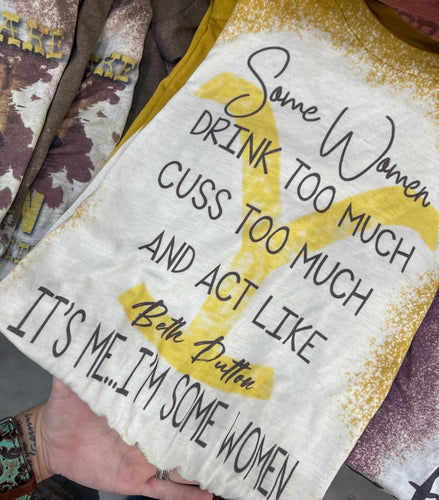 Some Women
DRINK TOO MUCH
CUSS TOO MUCH
AND ACT LIKE
Beth Dutton
IT'S ME...I'M SOME WOMEN